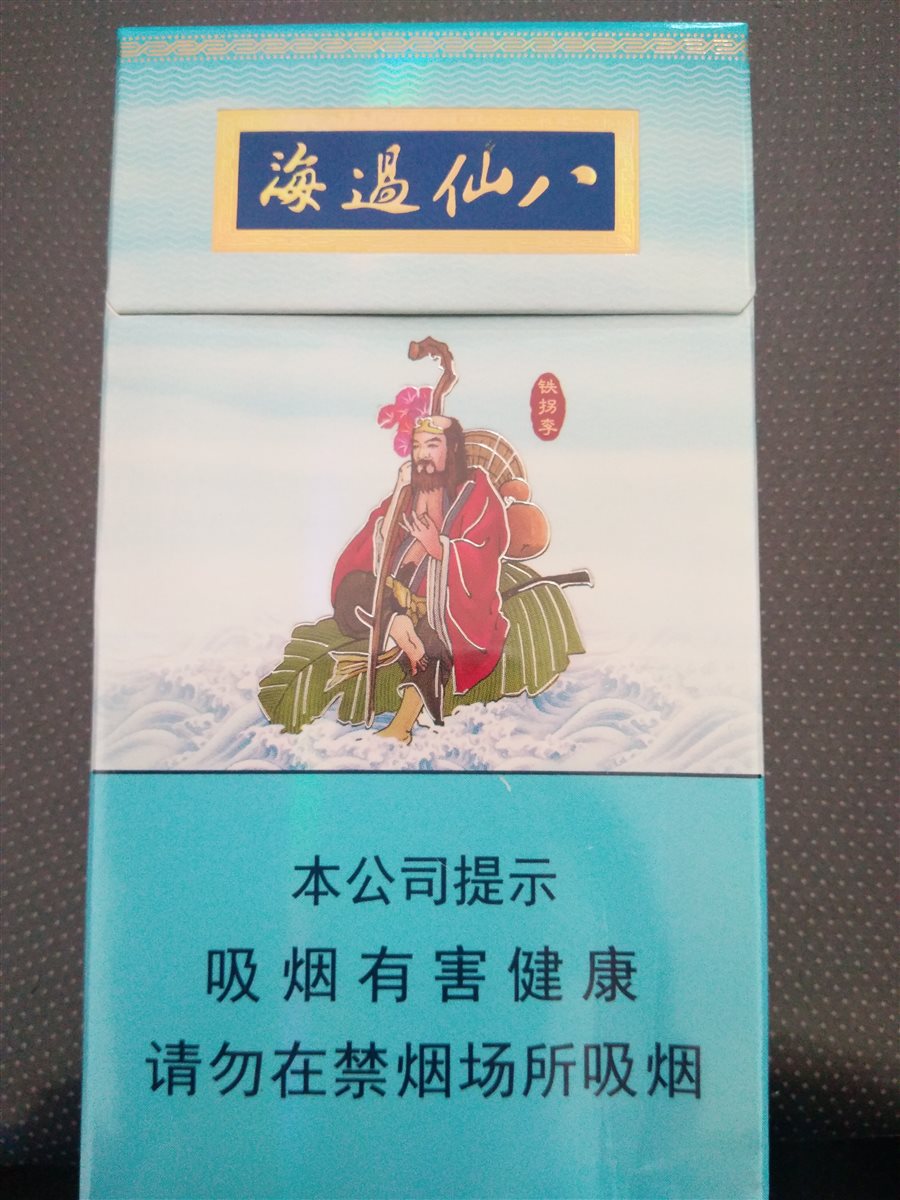 八仙過海
铁拐李
本公司提示
吸烟有害健康
请勿在禁烟场所吸烟